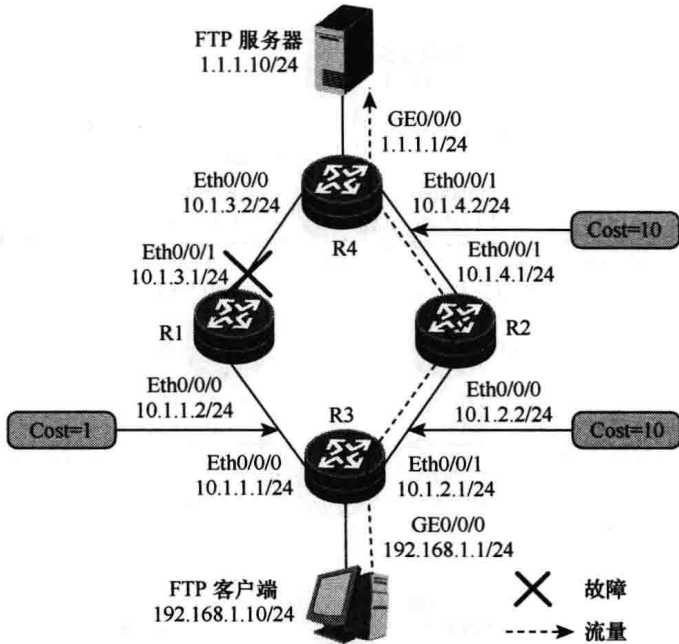 FTP 服务器
1.1.1.10/24
GE0/0/0
1.1.1.1/24
Eth0/0/0
10.1.3.2/24
Eth0/0/1
10.1.4.2/24
R4
Cost=10
Eth0/0/1
10.1.3.1/24
Eth0/0/1
10.1.4.1/24
R1
R2
Eth0/0/0
10.1.1.2/24
R3
Eth0/0/0
10.1.2.2/24
Cost=1
Cost=10
Eth0/0/0
10.1.1.1/24
Eth0/0/1
10.1.2.1/24
GE0/0/0
192.168.1.1/24
FTP 客户端
192.168.1.10/24
故障
流量